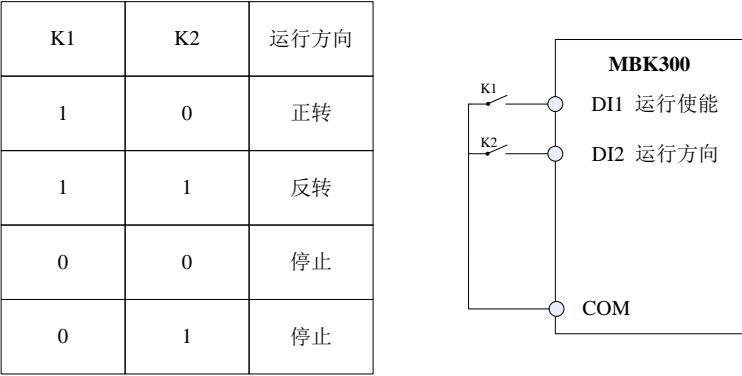 K1 K2 运行方向
1 0 正转
1 1 反转
0 0 停止
0 1 停止
MBK300
K1
DI1 运行使能
K2
DI2 运行方向
COM